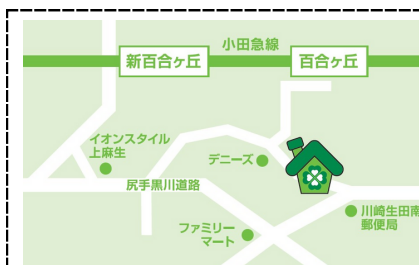 小田急線
新百合ヶ丘
百合ヶ丘
イオンスタイル
上麻生
デニーズ
尻手黒川道路
川崎生田南
郵便局
ファミリー
マート